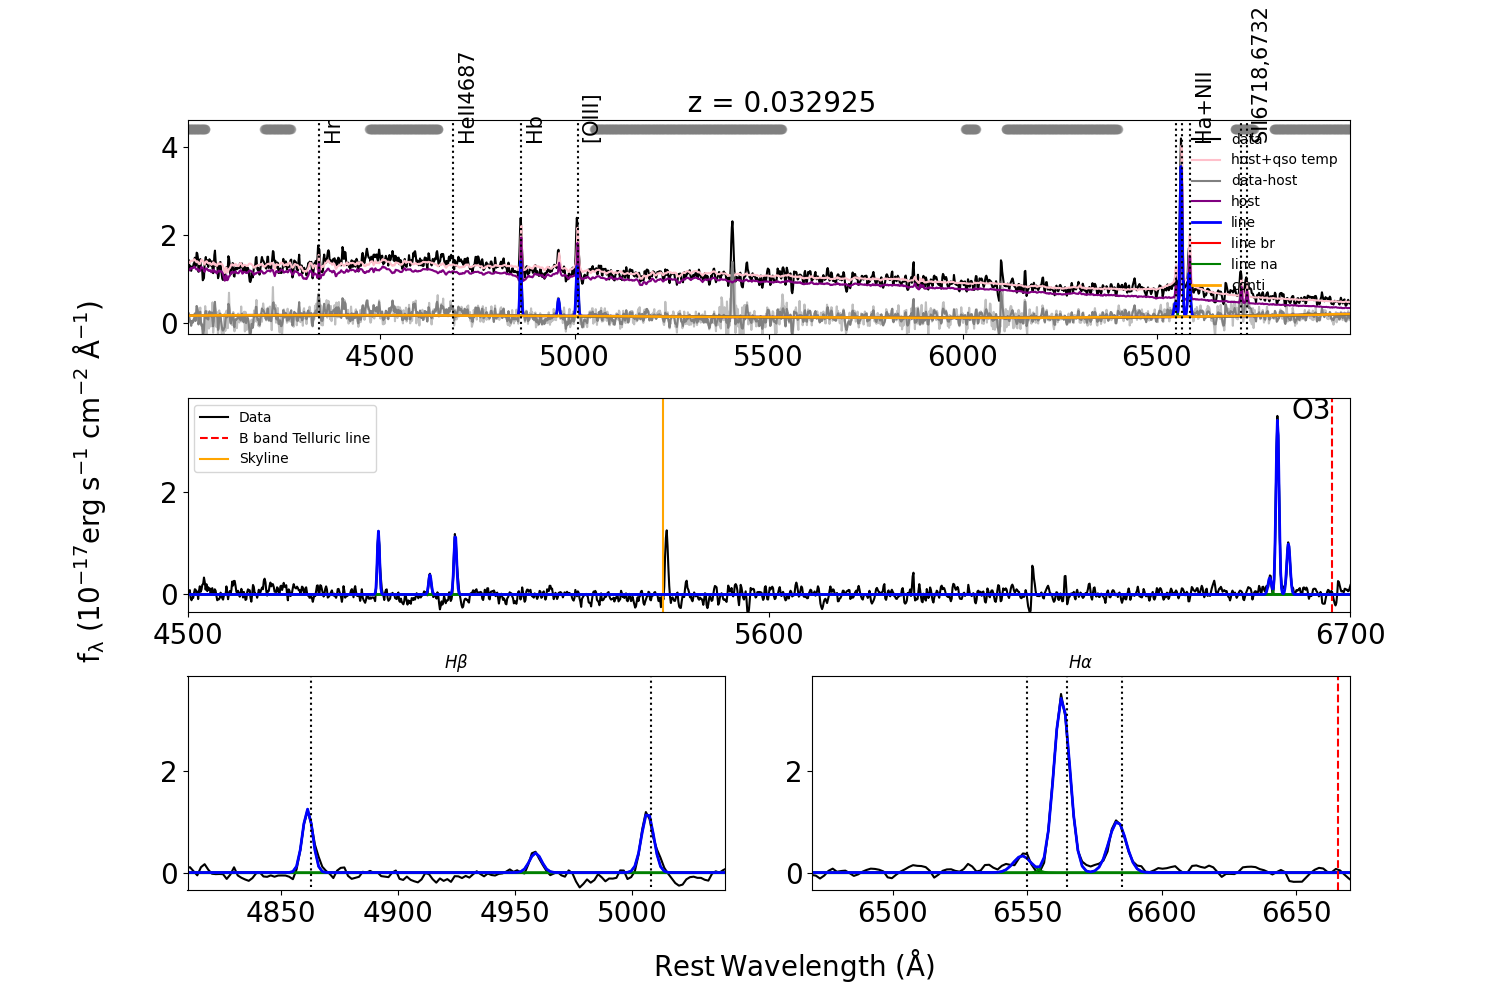 z = 0.032925
Hr
HeII4687
Hb
[OIII]
Ha+NII
SII6718,6732
data
host+qso temp
data-host
host
line
line br
line na
conti
4
2
0
4500
5000
5500
6000
6500
Data
B band Telluric line
Skyline
O3
2
0
4500
5600
6700
fλ (10⁻¹⁷erg s⁻¹ cm⁻² Å⁻¹)
Hβ
2
0
4850
4900
4950
5000
Hα
2
0
6500
6550
6600
6650
Rest Wavelength (Å)